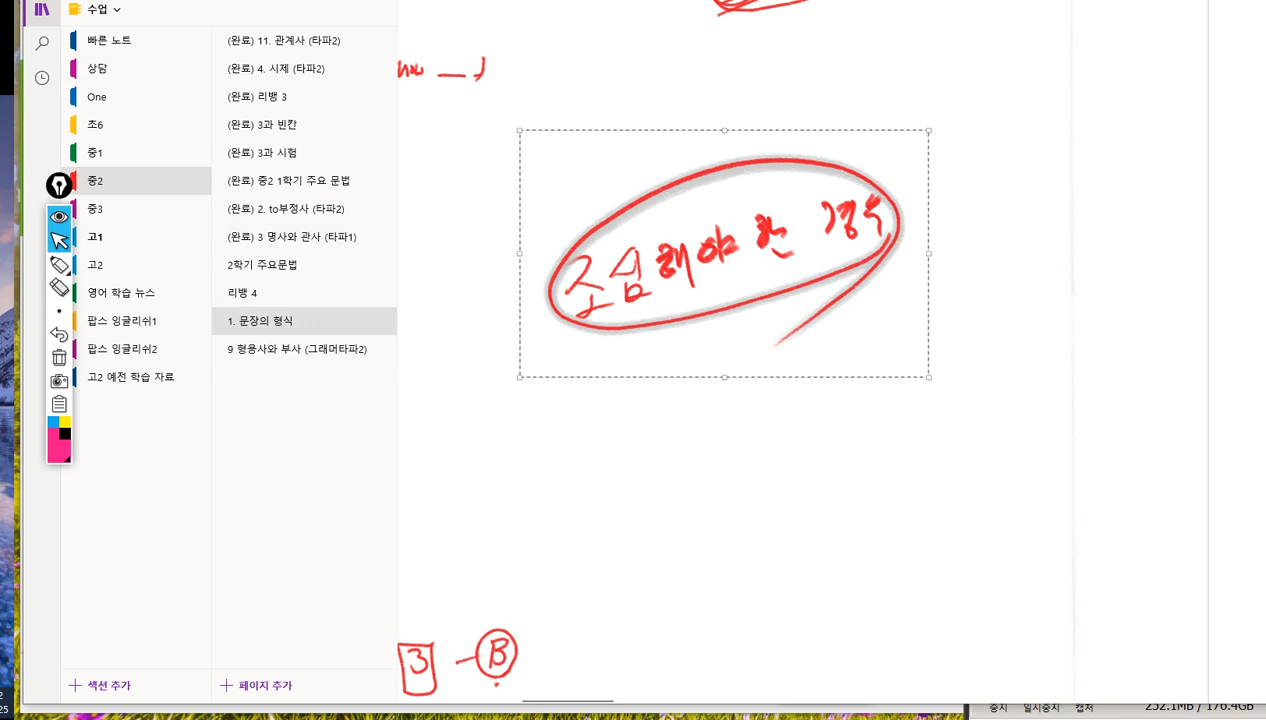 수업
빠른 노트
상담
One
초6
중1
중2
중3
고1
고2
영어 학습 뉴스
팝스 잉글리쉬1
팝스 잉글리쉬2
고2 예전 학습 자료
섹션 추가
(완료) 11. 관계사 (타파2)
(완료) 4. 시제 (타파2)
(완료) 리뱅 3
(완료) 3과 빈칸
(완료) 3과 시험
(완료) 중2 1학기 주요 문법
(완료) 2. to부정사 (타파2)
(완료) 3 명사와 관사 (타파1)
2학기 주요문법
리뱅 4
1. 문장의 형식
9 형용사와 부사 (그래머타파2)
페이지 추가
조심해야 한 경우
3 - B
2
25
중지 일시중지 캡처
252.1MB / 176.4GB